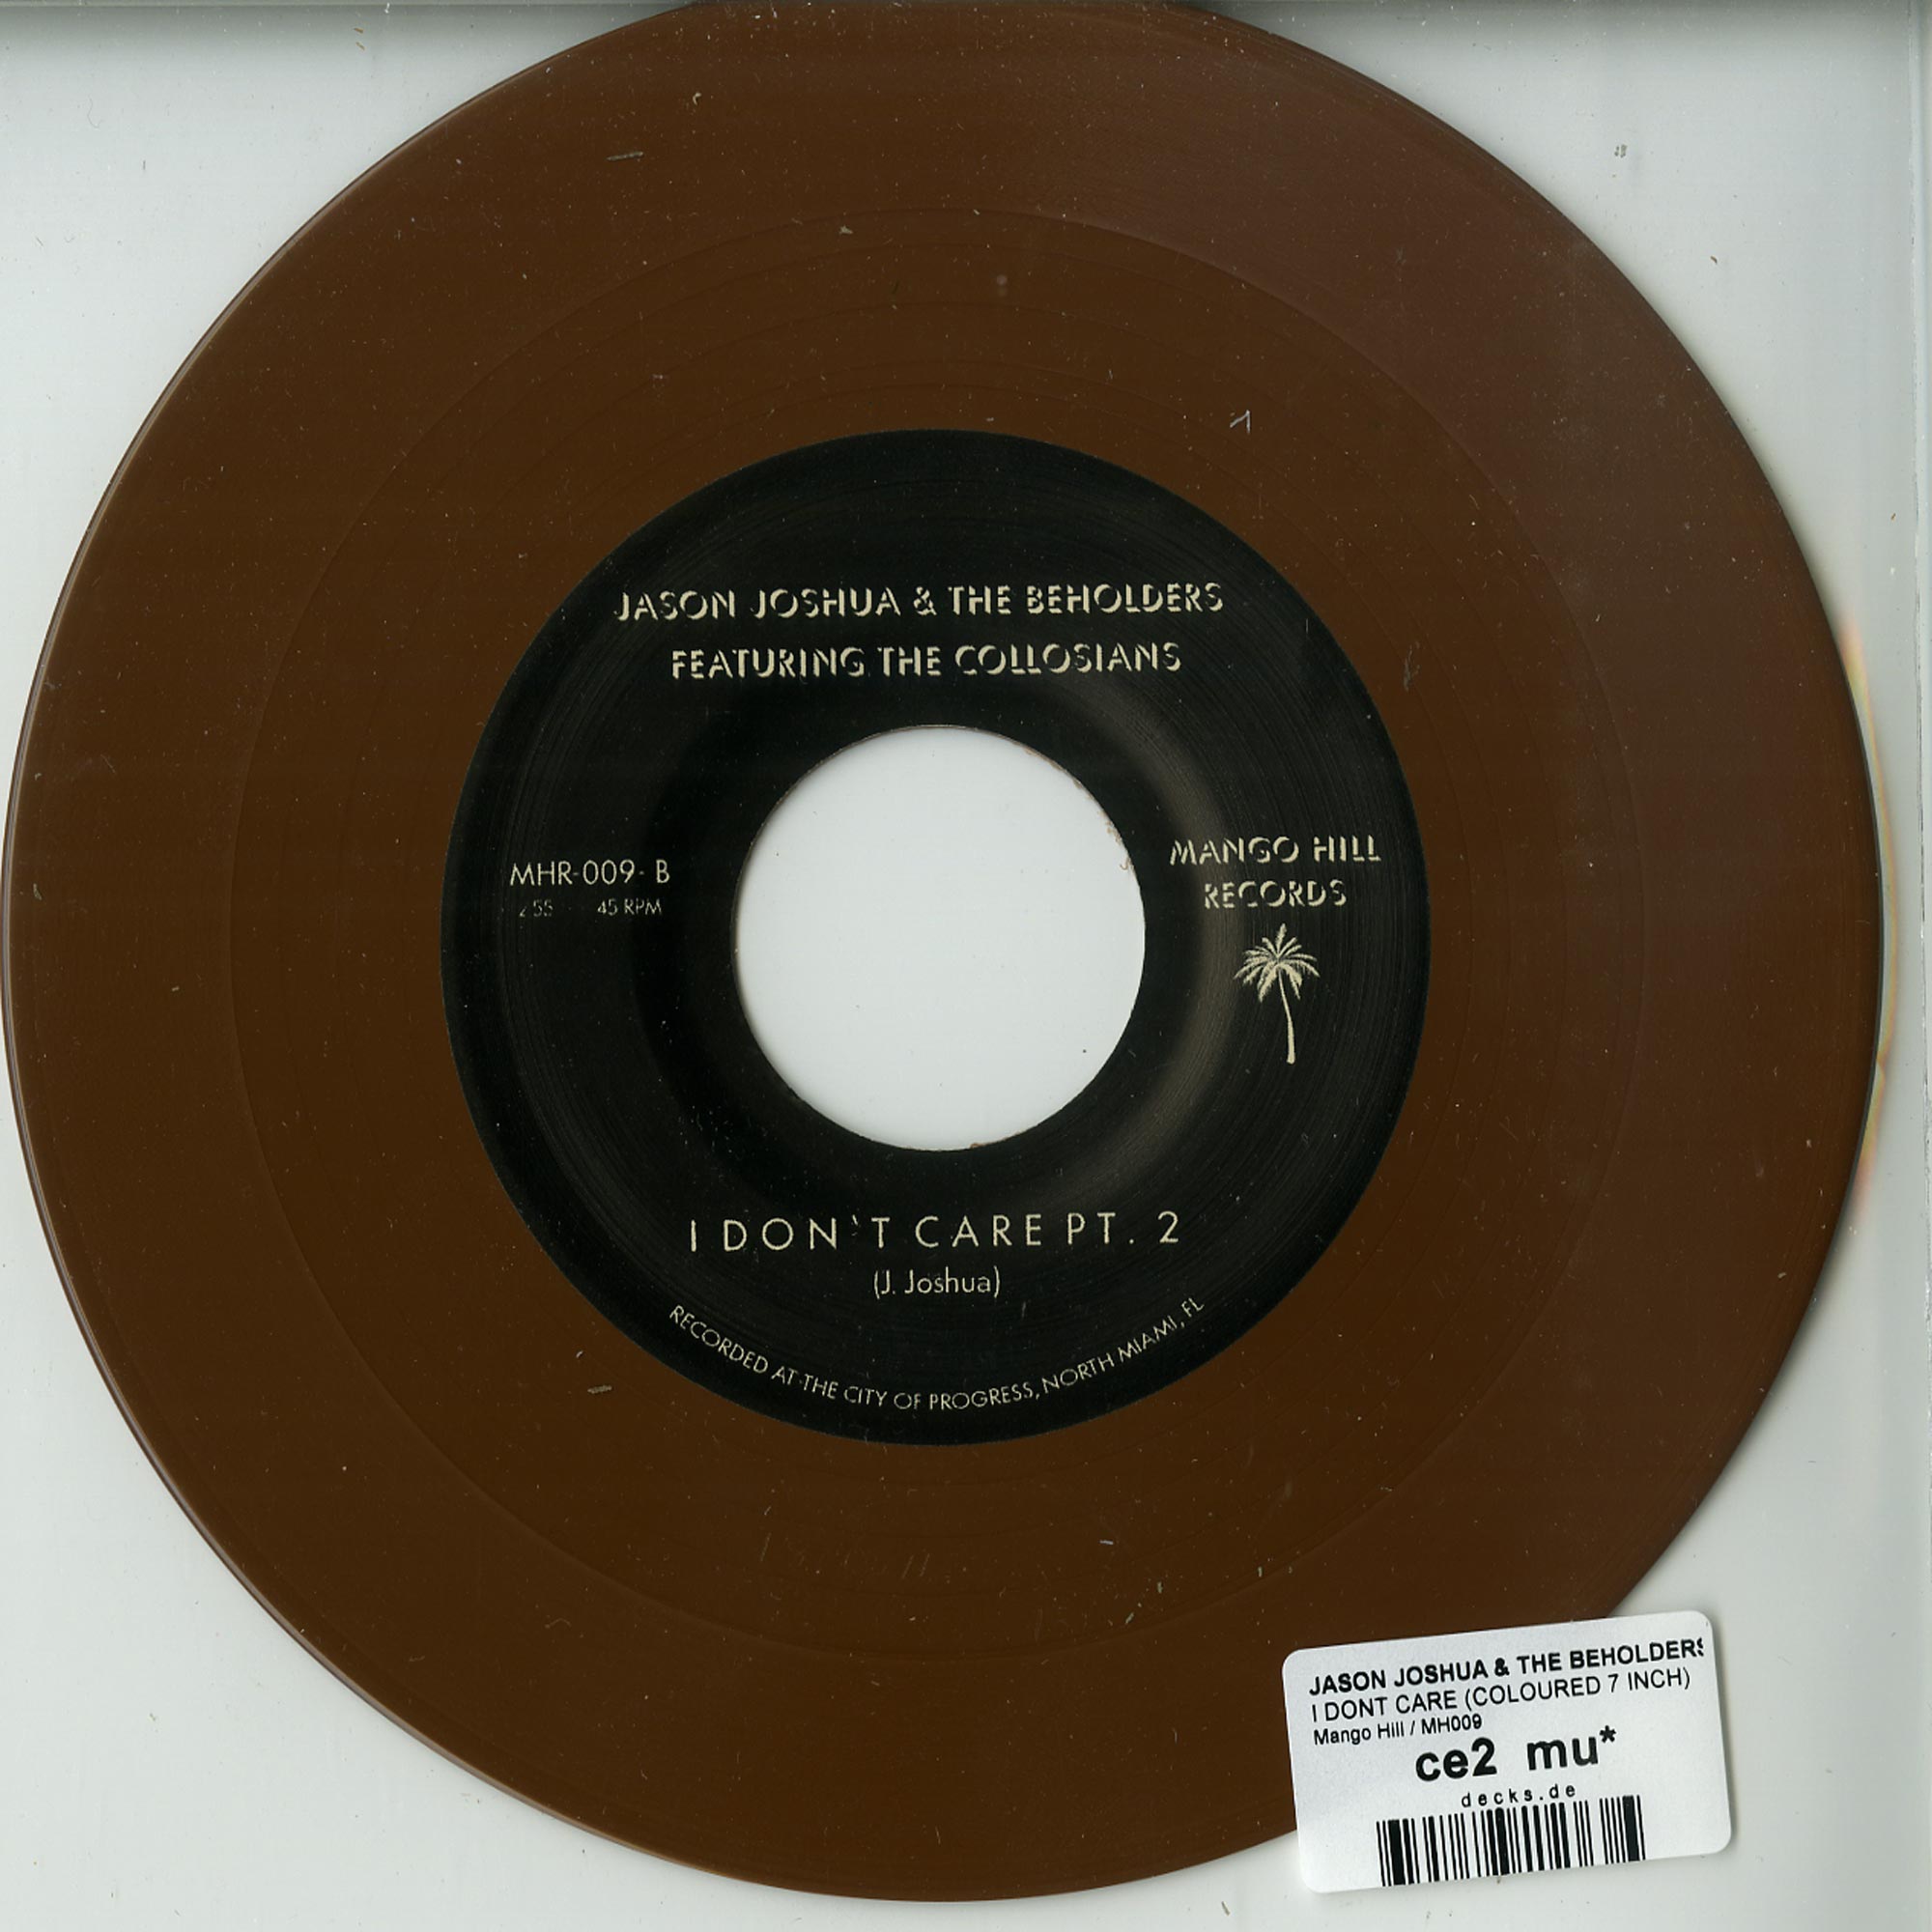 JASON JOSHUA & THE BEHOLDERS
FEATURING THE COLLOSIANS
MHR-009- B
45 RPM
MANGO HILL
RECORDS
I DON'T CARE PT. 2
(J. Joshua)
RECORDED AT THE CITY OF PROGRESS, NORTH MIAMI, FL
JASON JOSHUA & THE BEHOLDERS
I DONT CARE (COLOURED 7 INCH)
Mango Hill / MH009
ce2 mu*
decks.de